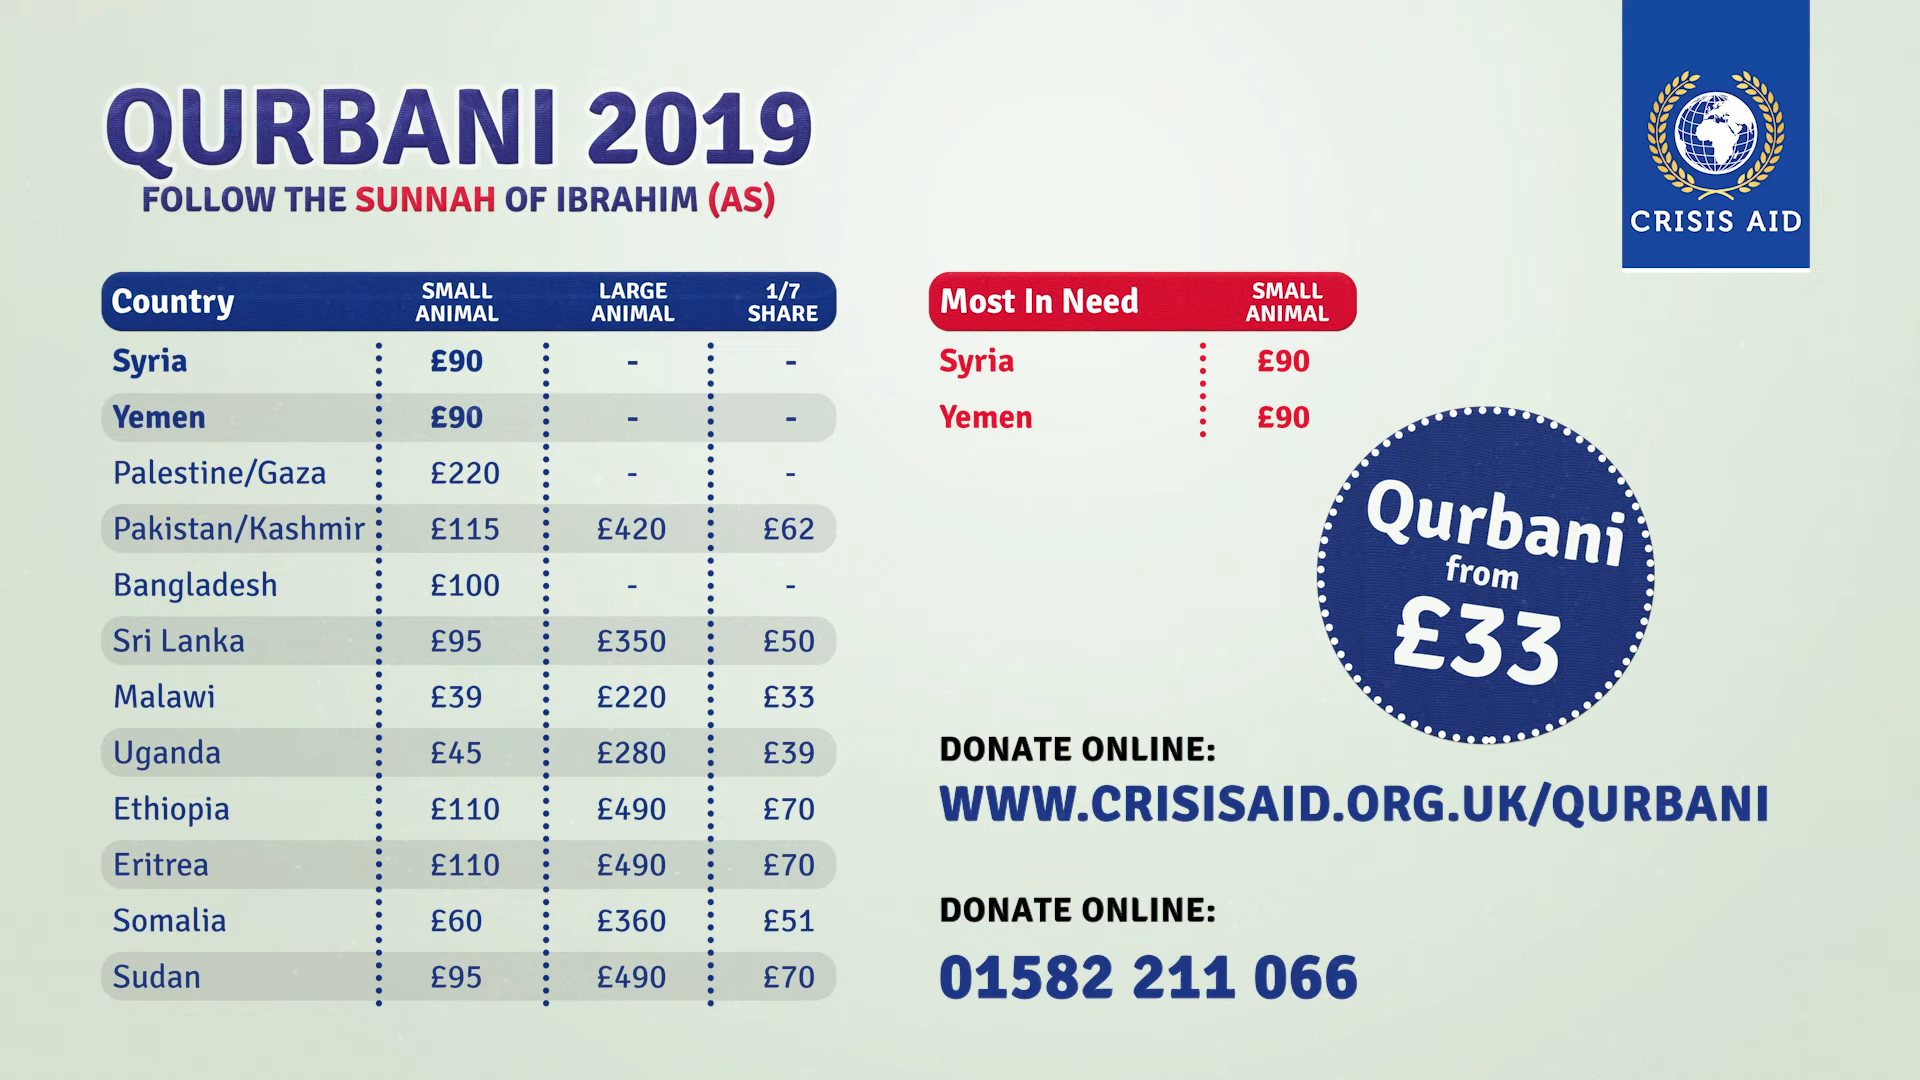 QURBANI 2019
FOLLOW THE SUNNAH OF IBRAHIM (AS)
CRISIS AID
Country SMALL ANIMAL LARGE ANIMAL 1/7 SHARE
Syria £90 - -
Yemen £90 - -
Palestine/Gaza £220 - -
Pakistan/Kashmir £115 £420 £62
Bangladesh £100 - -
Sri Lanka £95 £350 £50
Malawi £39 £220 £33
Uganda £45 £280 £39
Ethiopia £110 £490 £70
Eritrea £110 £490 £70
Somalia £60 £360 £51
Sudan £95 £490 £70
Most In Need SMALL ANIMAL
Syria £90
Yemen £90
Qurbani
from
£33
DONATE ONLINE:
WWW.CRISISAID.ORG.UK/QURBANI
DONATE ONLINE:
01582 211 066